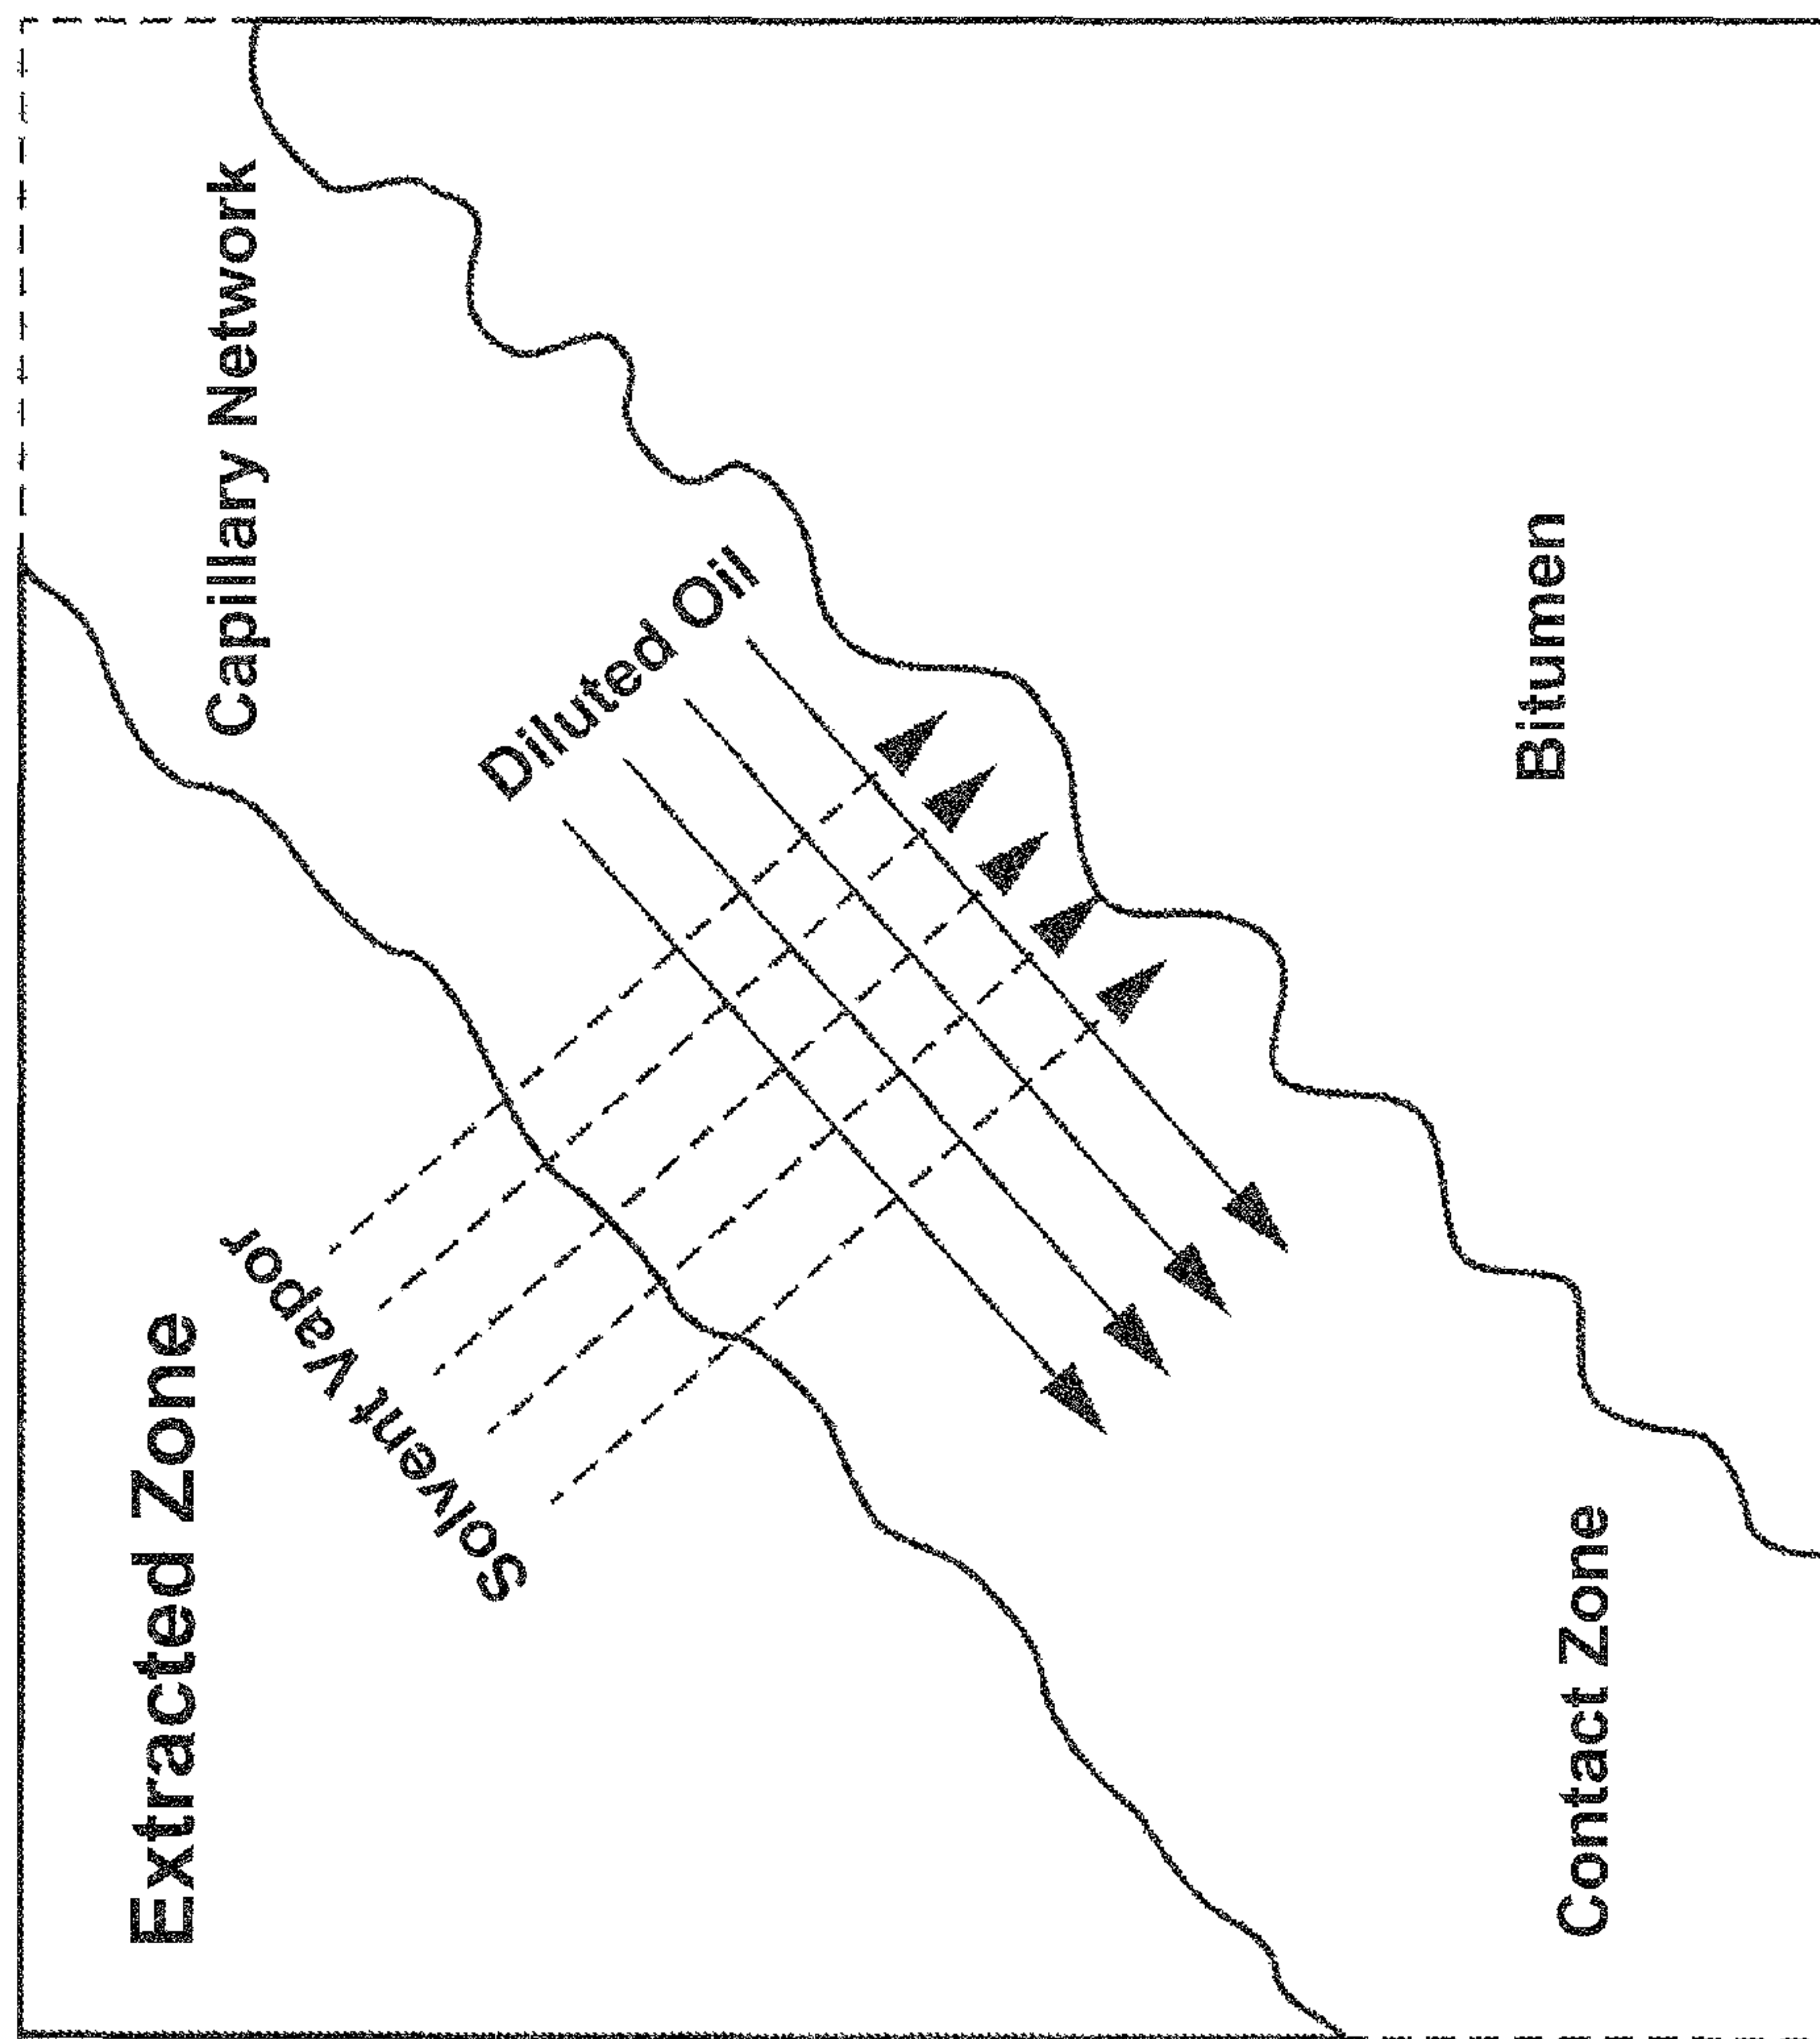 Extracted Zone
Capillary Network
Solvent Vapor
Diluted Oil
Contact Zone
Bitumen